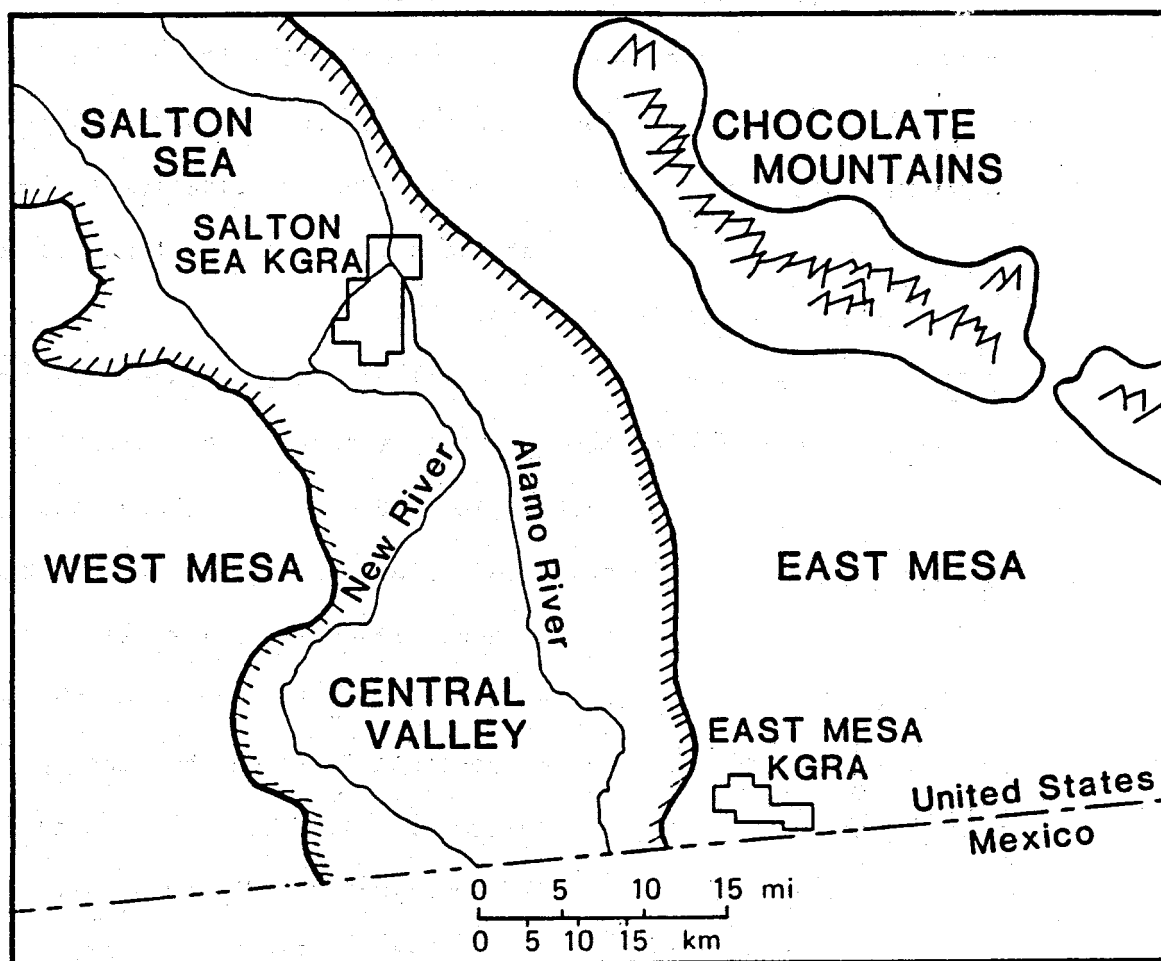 SALTON
SEA
CHOCOLATE
MOUNTAINS
SALTON
SEA KGRA
New River
Alamo River
WEST MESA
EAST MESA
CENTRAL
VALLEY
EAST MESA
KGRA
United States
Mexico
0 5 10 15 mi
0 5 10 15 km